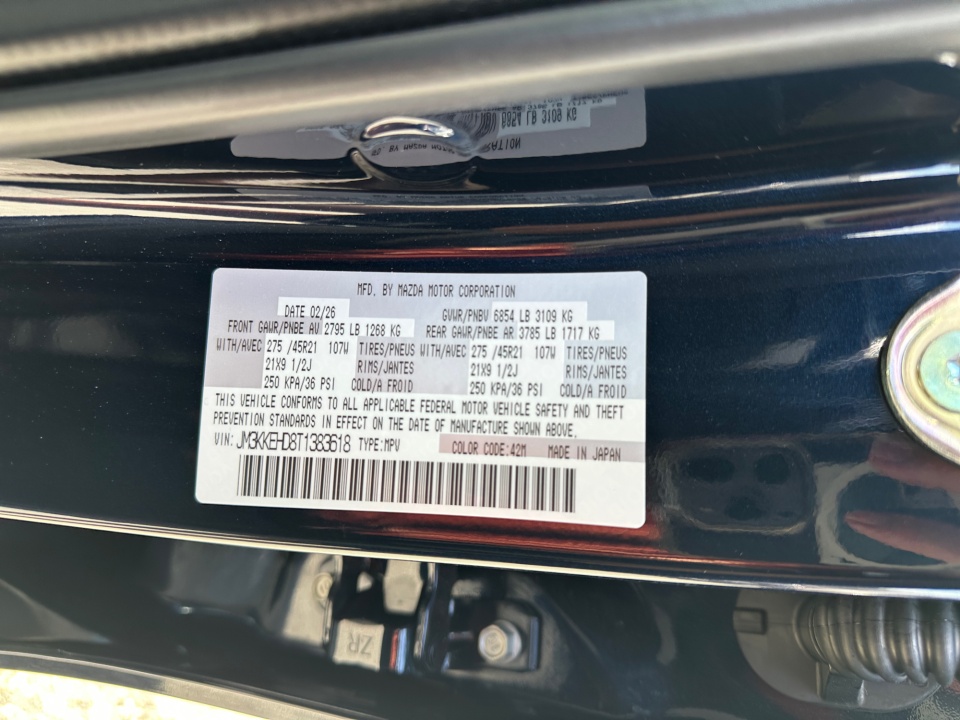 MFD. BY MAZDA MOTOR CORPORATION
DATE 02/26 GVWR/PNBV 6854 LB 3109 KG
FRONT GAWR/PNBE AV 2795 LB 1268 KG REAR GAWR/PNBE AR 3785 LB 1717 KG
WITH/AVEC 275 /45R21 107W TIRES/PNEUS WITH/AVEC 275 /45R21 107W TIRES/PNEUS
21X9 1/2J RIMS/JANTES 21X9 1/2J RIMS/JANTES
250 KPA/36 PSI COLD/A FROID 250 KPA/36 PSI COLD/A FROID
THIS VEHICLE CONFORMS TO ALL APPLICABLE FEDERAL MOTOR VEHICLE SAFETY AND THEFT
PREVENTION STANDARDS IN EFFECT ON THE DATE OF MANUFACTURE SHOWN ABOVE.
VIN: JM3KKEHD8T1383618 TYPE:MPV COLOR CODE:42M MADE IN JAPAN
ZR